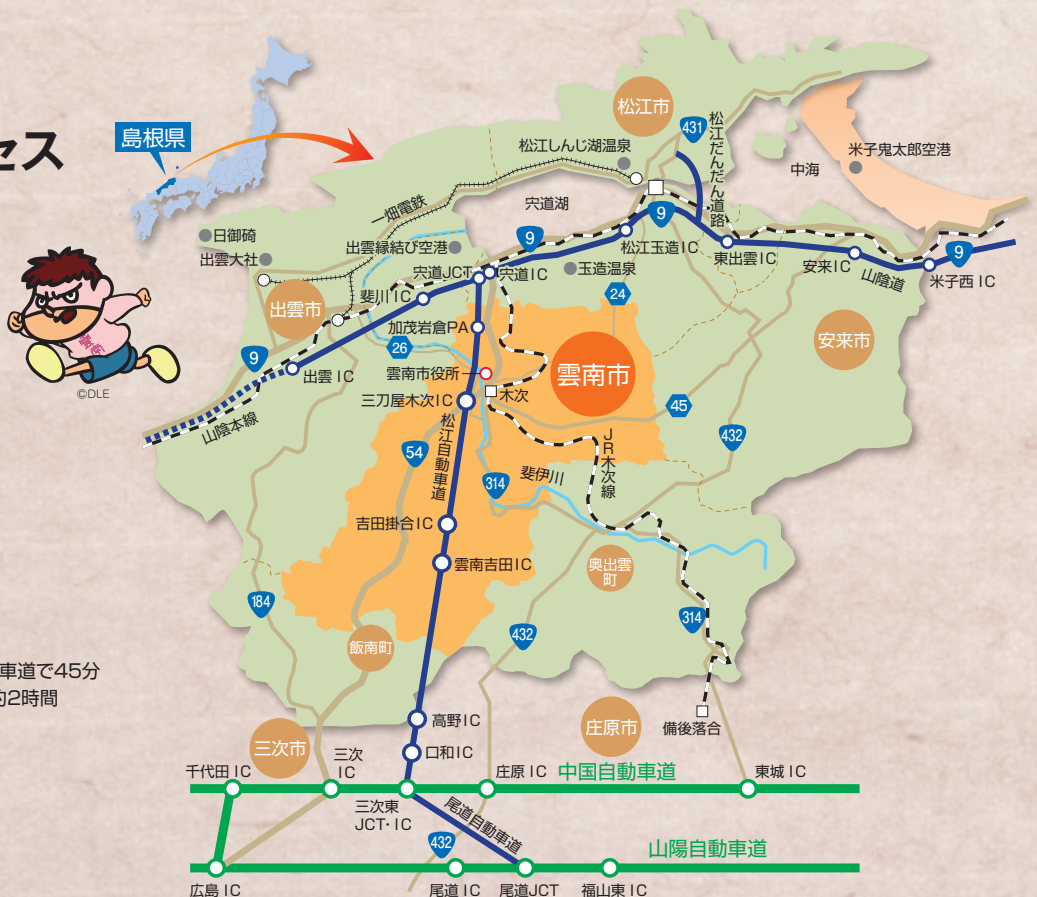 セス
島根県
松江市
431
松江だんだん道路
松江しんじ湖温泉
米子鬼太郎空港
中海
一畑電鉄
宍道湖
9
日御碕
出雲大社
出雲縁結び空港
9
松江玉造IC
東出雲IC
安来IC
山陰道
9
米子西IC
宍道JCT
宍道IC
玉造温泉
24
斐川IC
出雲市
加茂岩倉PA
安来市
26
雲南市役所
雲南市
9
出雲IC
木次
三刀屋木次IC
45
©DLE
山陰本線
松江自動車道
54
JR木次線
432
314
斐伊川
吉田掛合IC
雲南吉田IC
奥出雲
町
184
314
432
飯南町
車道で45分
約2時間
高野IC
備後落合
庄原市
三次市
口和IC
千代田IC
三次
IC
庄原IC
中国自動車道
東城IC
三次東
JCT・IC
尾道自動車道
432
山陽自動車道
広島IC
尾道IC
尾道JCT
福山東IC